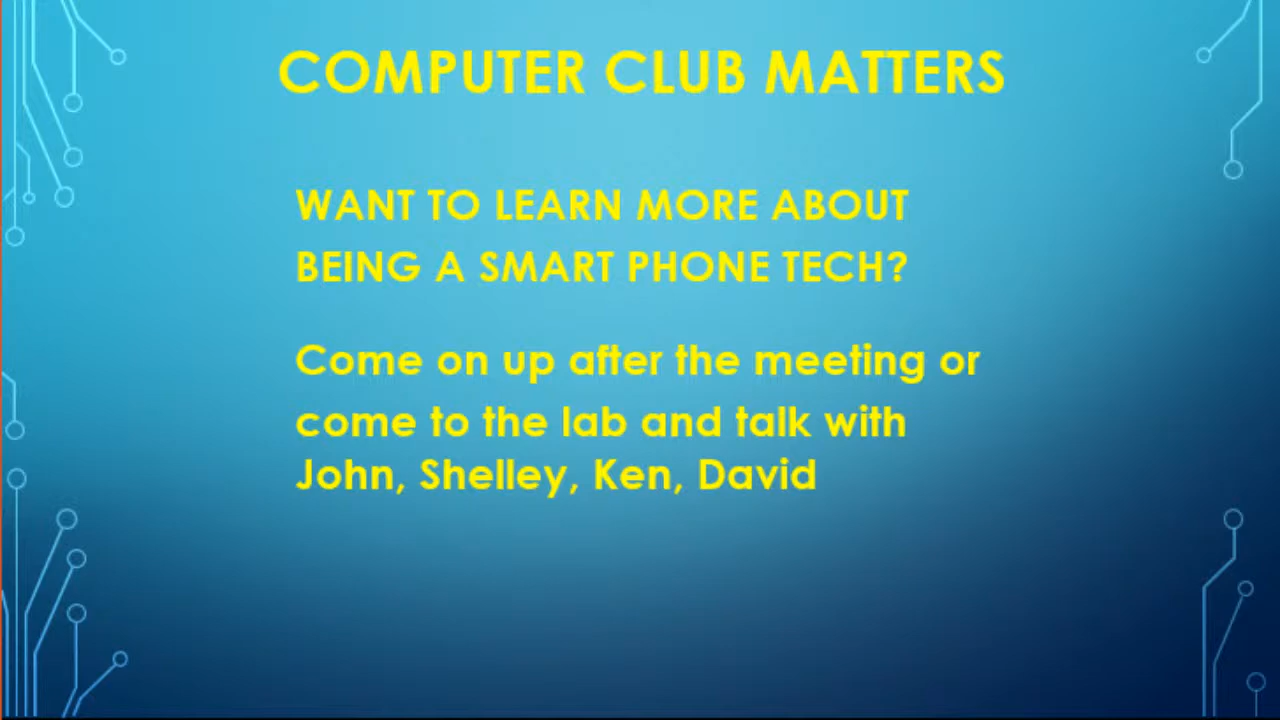 COMPUTER CLUB MATTERS
WANT TO LEARN MORE ABOUT
BEING A SMART PHONE TECH?
Come on up after the meeting or
come to the lab and talk with
John, Shelley, Ken, David